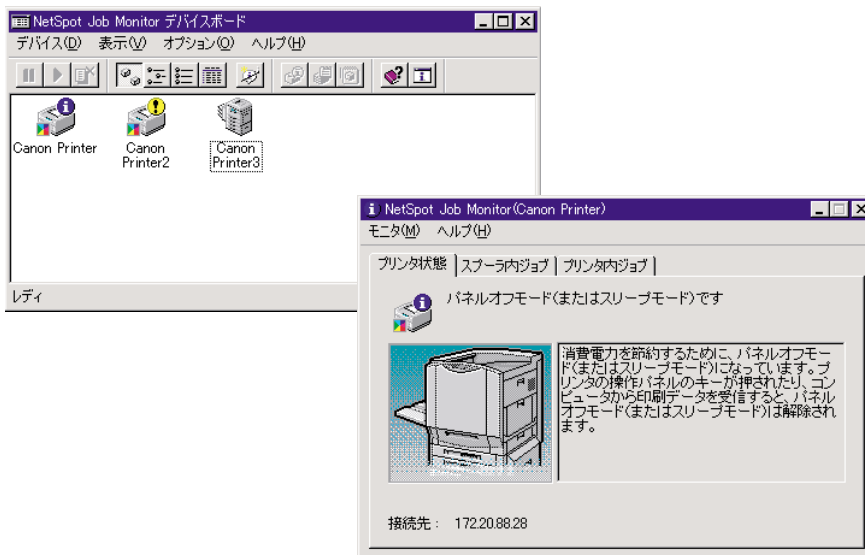 NetSpot Job Monitor デバイスボード
デバイス(D) 表示(V) オプション(O) ヘルプ(H)
Canon Printer
Canon Printer2
Canon Printer3
レディ
NetSpot Job Monitor(Canon Printer)
モニタ(M) ヘルプ(H)
プリンタ状態 スプーラ内ジョブ プリンタ内ジョブ
パネルオフモード(またはスリープモード)です
消費電力を節約するために、パネルオフモー
ド(またはスリープモード)になっています。プ
リンタの操作パネルのキーが押されたり、コン
ピュータから印刷データを受信すると、パネル
オフモード(またはスリープモード)は解除され
ます。
接続先： 172.20.88.28